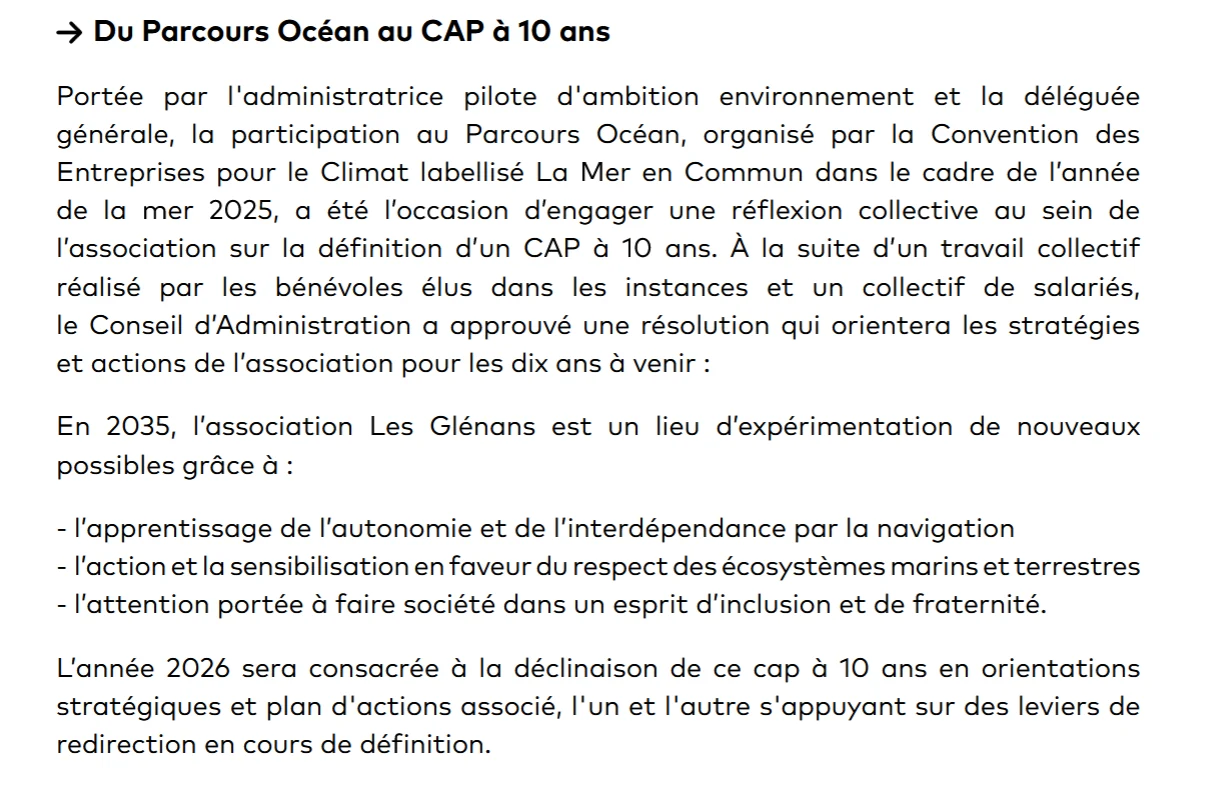 → Du Parcours Océan au CAP à 10 ans
Portée par l'administratrice pilote d'ambition environnement et la déléguée
générale, la participation au Parcours Océan, organisé par la Convention des
Entreprises pour le Climat labellisé La Mer en Commun dans le cadre de l’année
de la mer 2025, a été l’occasion d’engager une réflexion collective au sein de
l’association sur la définition d’un CAP à 10 ans. À la suite d’un travail collectif
réalisé par les bénévoles élus dans les instances et un collectif de salariés,
le Conseil d’Administration a approuvé une résolution qui orientera les stratégies
et actions de l’association pour les dix ans à venir :
En 2035, l’association Les Glénans est un lieu d’expérimentation de nouveaux
possibles grâce à :
- l’apprentissage de l’autonomie et de l’interdépendance par la navigation
- l’action et la sensibilisation en faveur du respect des écosystèmes marins et terrestres
- l’attention portée à faire société dans un esprit d’inclusion et de fraternité.
L’année 2026 sera consacrée à la déclinaison de ce cap à 10 ans en orientations
stratégiques et plan d'actions associé, l'un et l'autre s'appuyant sur des leviers de
redirection en cours de définition.